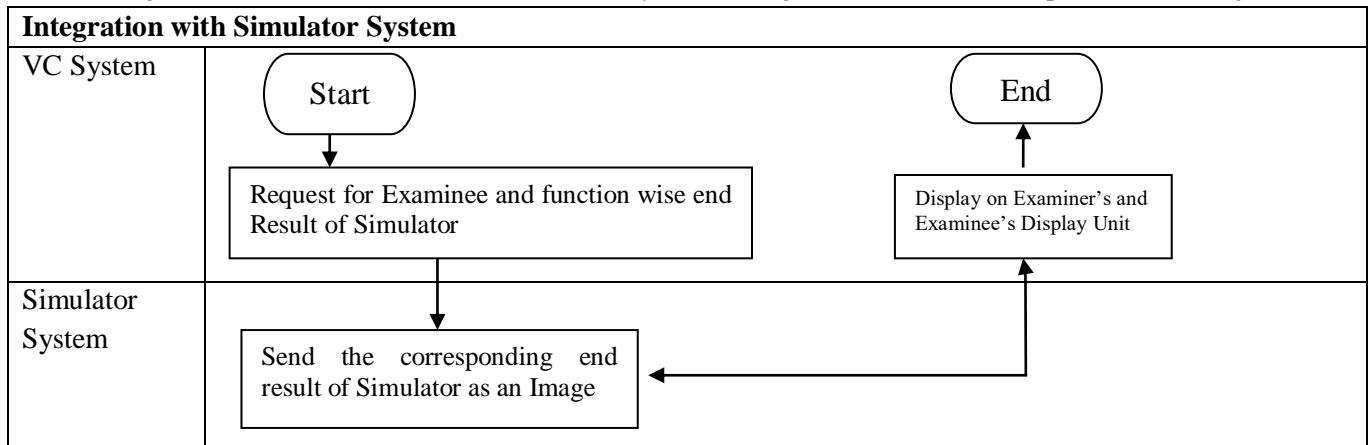 Integration with Simulator System
VC System
Start
End
Request for Examinee and function wise end
Result of Simulator
Display on Examiner's and
Examinee's Display Unit
Simulator
System
Send the corresponding end
result of Simulator as an Image